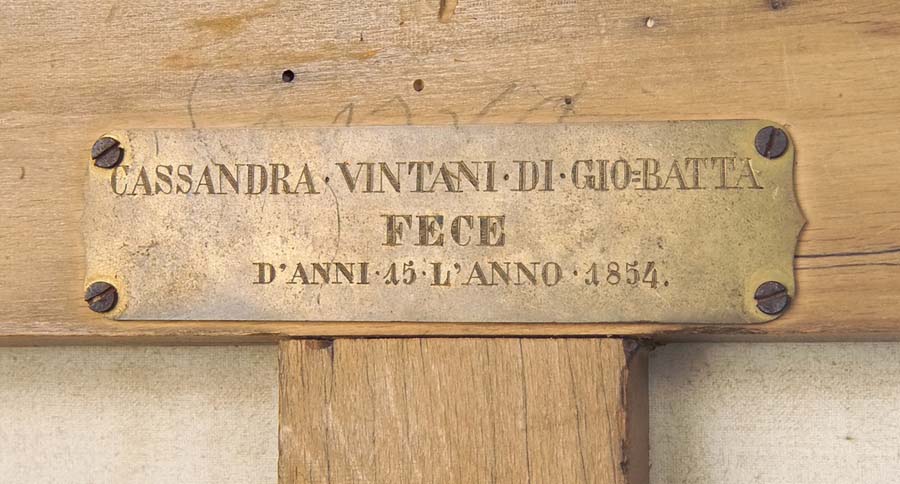 CASSANDRA · VINTANI · DI · GIO=BATTA
FECE
D'ANNI · 15 · L'ANNO · 1854.